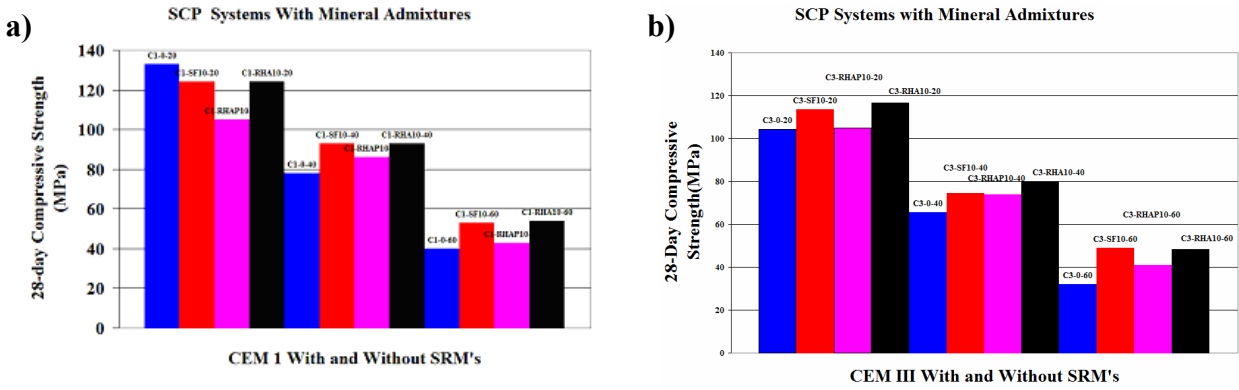 a)
SCP Systems With Mineral Admixtures
28-day Compressive Strength
(MPa)
140
120
100
80
60
40
20
0
C1-0-20
C1-SF10-20
C1-RHAP10-
C1-RHA10-20
C1-0-40
C1-SF10-40
C1-RHAP10-
C1-RHA10-40
C1-0-60
C1-SF10-60
C1-RHAP10-
C1-RHA10-60
CEM 1 With and Without SRM's
b)
SCP Systems with Mineral Admixtures
28-Day Compressive
Strength(MPa)
140
120
100
80
60
40
20
0
C3-0-20
C3-SF10-20
C3-RHAP10-20
C3-RHA10-20
C3-0-40
C3-SF10-40
C3-RHAP10-40
C3-RHA10-40
C3-0-60
C3-SF10-60
C3-RHAP10-60
C3-RHA10-60
CEM III With and Without SRM's